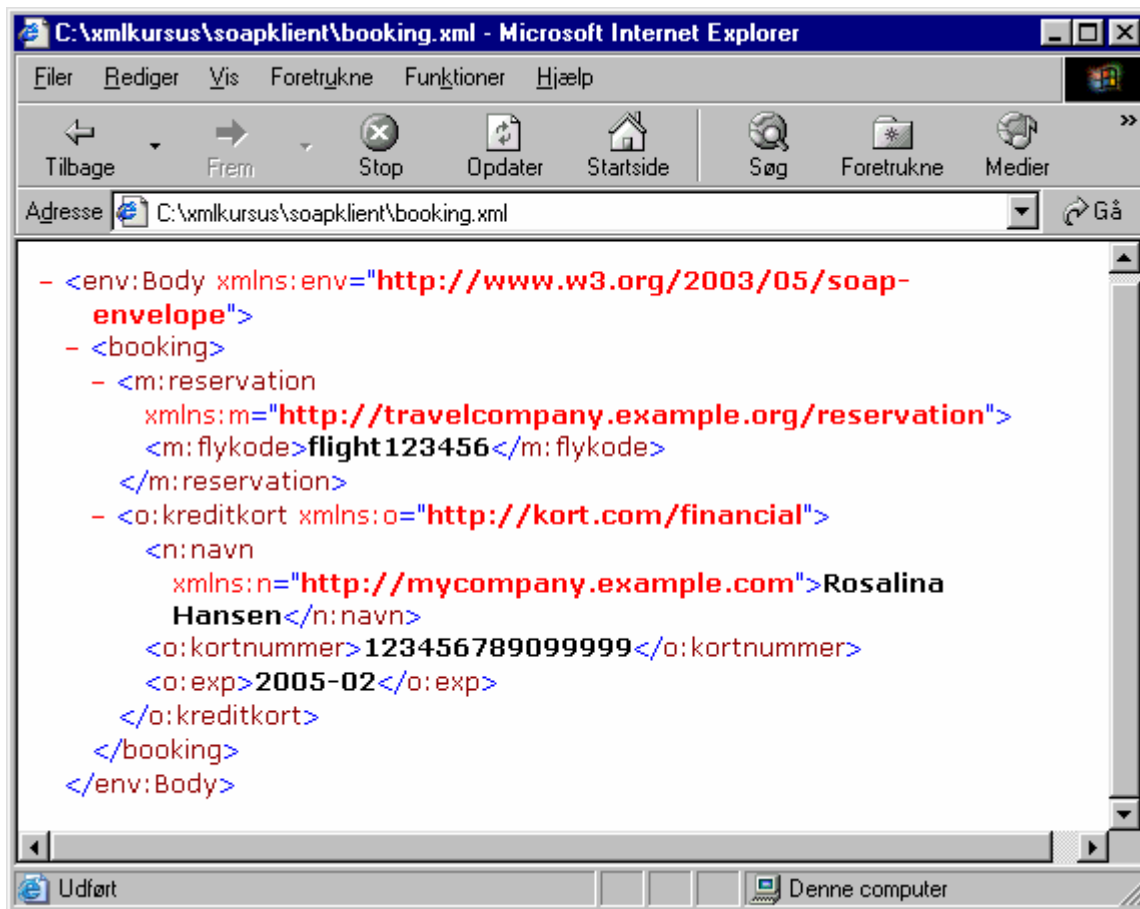 C:\xmlkursus\soapklient\booking.xml - Microsoft Internet Explorer
Filer Rediger Vis Foretrukne Funktioner Hjælp
Tilbage Frem Stop Opdater Startside Søg Foretrukne Medier »
Adresse C:\xmlkursus\soapklient\booking.xml Gå
- <env:Body xmlns:env="http://www.w3.org/2003/05/soap-
envelope">
- <booking>
- <m:reservation
xmlns:m="http://travelcompany.example.org/reservation">
<m:flykode>flight123456</m:flykode>
</m:reservation>
- <o:kreditkort xmlns:o="http://kort.com/financial">
<n:navn
xmlns:n="http://mycompany.example.com">Rosalina
Hansen</n:navn>
<o:kortnummer>123456789099999</o:kortnummer>
<o:exp>2005-02</o:exp>
</o:kreditkort>
</booking>
</env:Body>
Udført Denne computer